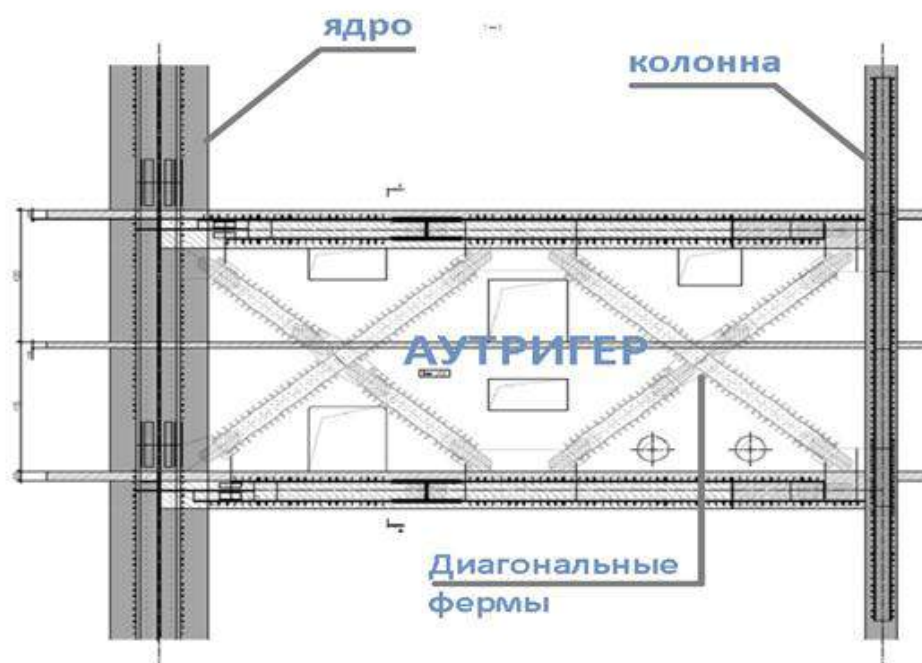 ядро
колонна
АУТРИГЕР
Диагональные
фермы